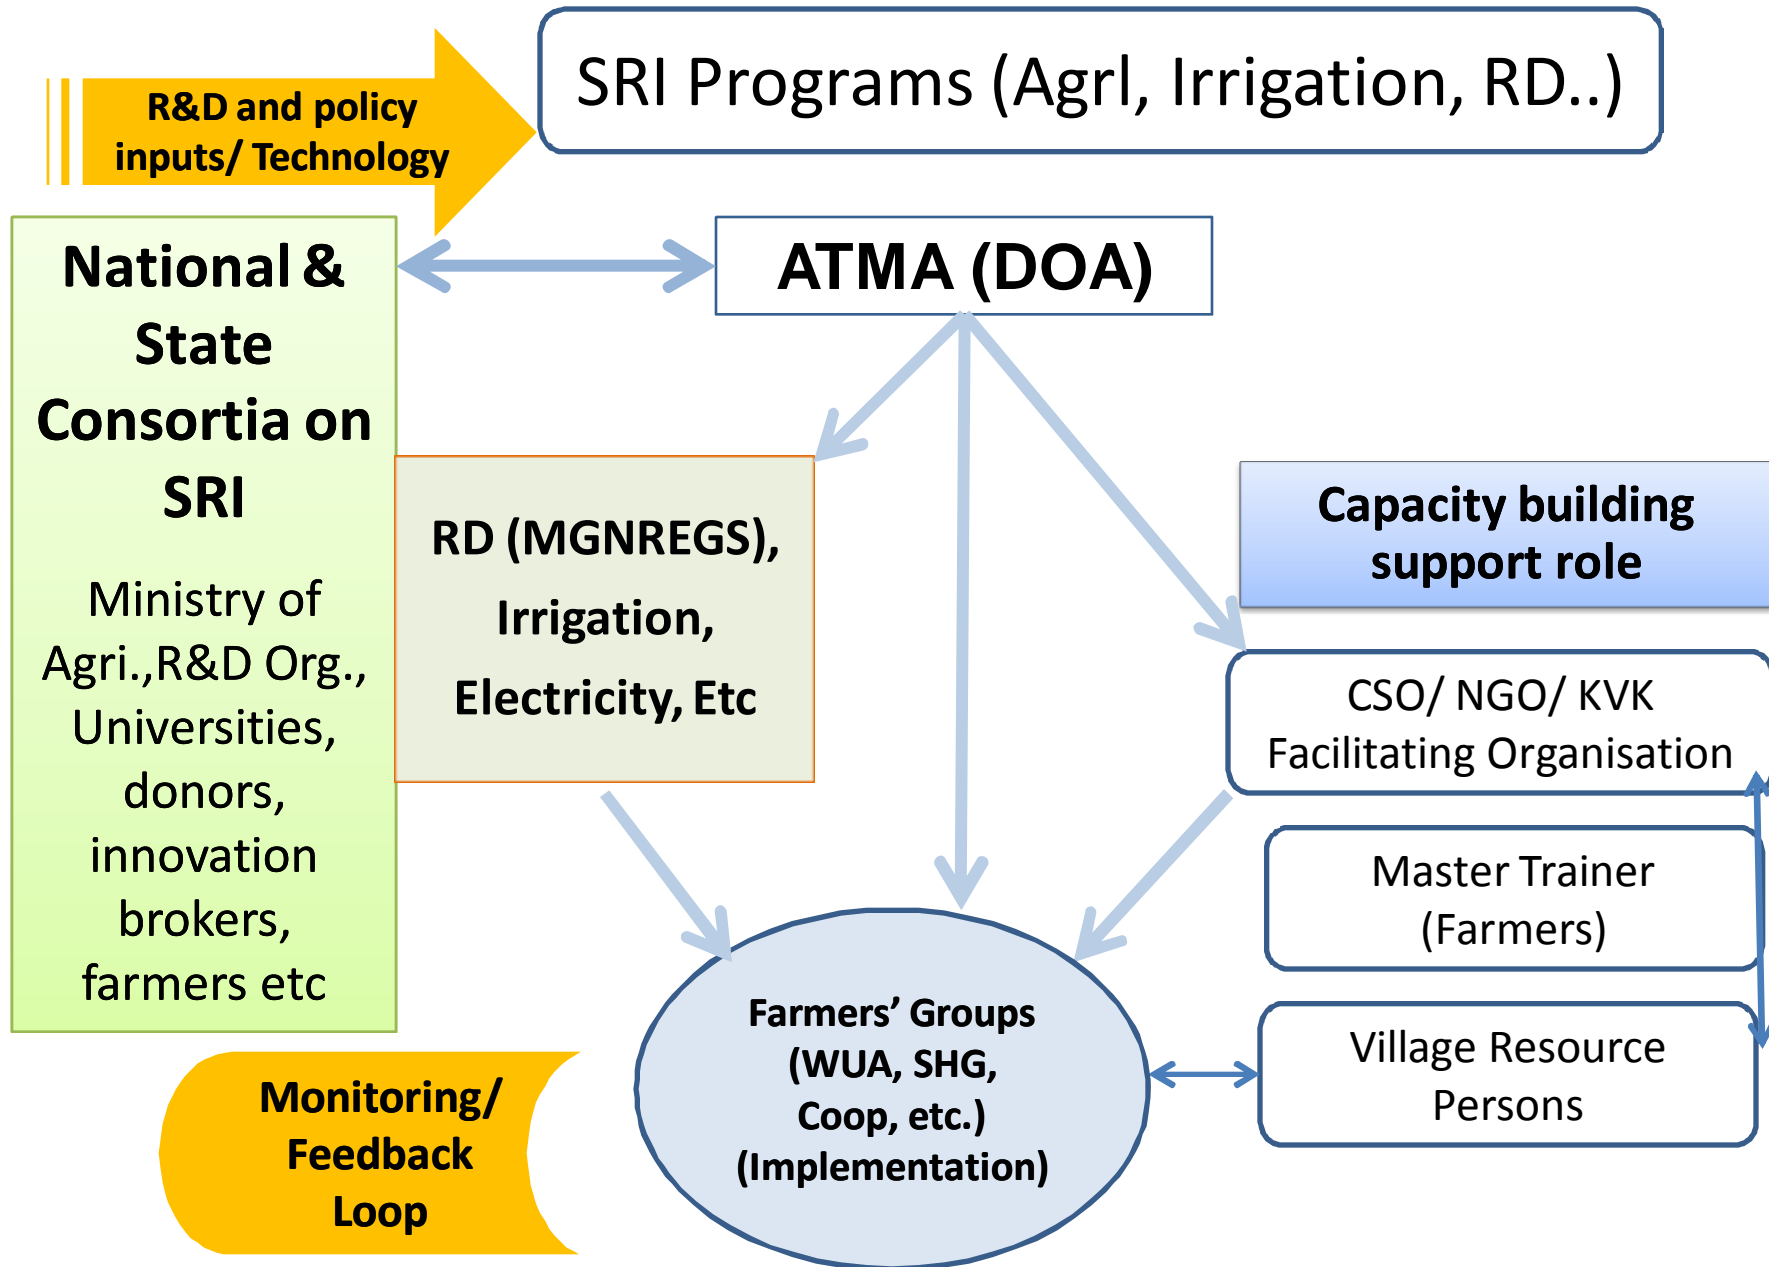 SRI Programs (Agrl, Irrigation, RD..)
R&D and policy
inputs/ Technology
National &
State
Consortia on
SRI
Ministry of
Agri.,R&D Org.,
Universities,
donors,
innovation
brokers,
farmers etc
ATMA (DOA)
RD (MGNREGS),
Irrigation,
Electricity, Etc
Capacity building
support role
CSO/ NGO/ KVK
Facilitating Organisation
Master Trainer
(Farmers)
Village Resource
Persons
Farmers’ Groups
(WUA, SHG,
Coop, etc.)
(Implementation)
Monitoring/
Feedback
Loop